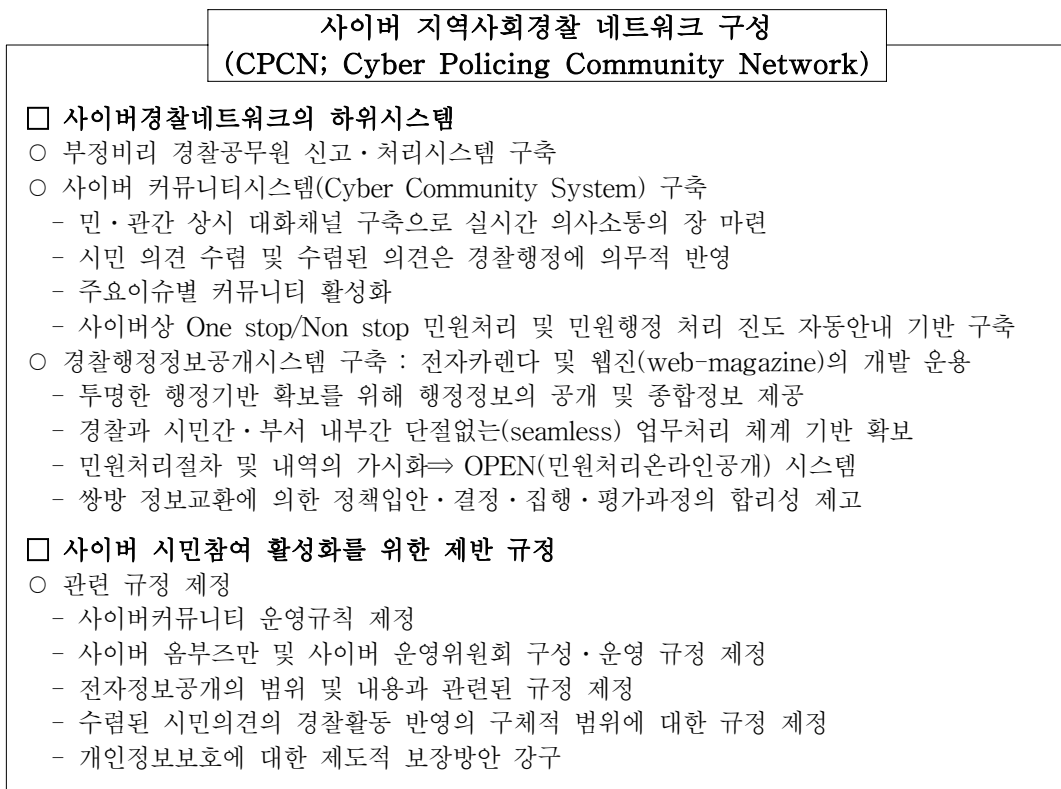 사이버 지역사회경찰 네트워크 구성
(CPCN; Cyber Policing Community Network)
□ 사이버경찰네트워크의 하위시스템
○ 부정비리 경찰공무원 신고・처리시스템 구축
○ 사이버 커뮤니티시스템(Cyber Community System) 구축
- 민・관간 상시 대화채널 구축으로 실시간 의사소통의 장 마련
- 시민 의견 수렴 및 수렴된 의견은 경찰행정에 의무적 반영
- 주요이슈별 커뮤니티 활성화
- 사이버상 One stop/Non stop 민원처리 및 민원행정 처리 진도 자동안내 기반 구축
○ 경찰행정정보공개시스템 구축 : 전자카렌다 및 웹진(web-magazine)의 개발 운용
- 투명한 행정기반 확보를 위해 행정정보의 공개 및 종합정보 제공
- 경찰과 시민간・부서 내부간 단절없는(seamless) 업무처리 체계 기반 확보
- 민원처리절차 및 내역의 가시화⇒ OPEN(민원처리온라인공개) 시스템
- 쌍방 정보교환에 의한 정책입안・결정・집행・평가과정의 합리성 제고
□ 사이버 시민참여 활성화를 위한 제반 규정
○ 관련 규정 제정
- 사이버커뮤니티 운영규칙 제정
- 사이버 옴부즈만 및 사이버 운영위원회 구성・운영 규정 제정
- 전자정보공개의 범위 및 내용과 관련된 규정 제정
- 수렴된 시민의견의 경찰활동 반영의 구체적 범위에 대한 규정 제정
- 개인정보보호에 대한 제도적 보장방안 강구